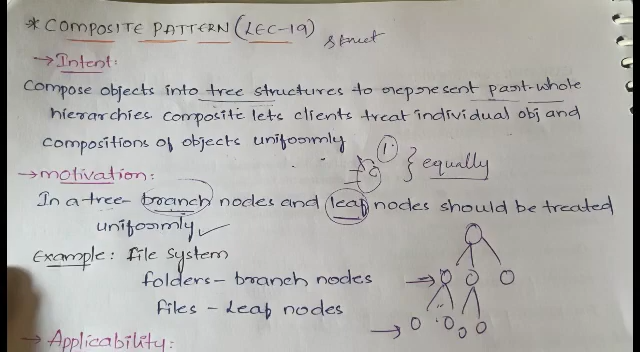 * COMPOSITE PATTERN (LEC-19) struct
→ Intent:
Compose objects into tree structures to represent part-whole
hierarchies composite lets clients treat individual obj and
compositions of objects uniformly
1. } equally
→ motivation:
In a tree- branch nodes and leaf nodes should be treated
uniformly ✓
Example: file system
folders- branch nodes
files - Leaf nodes
→ Applicability: